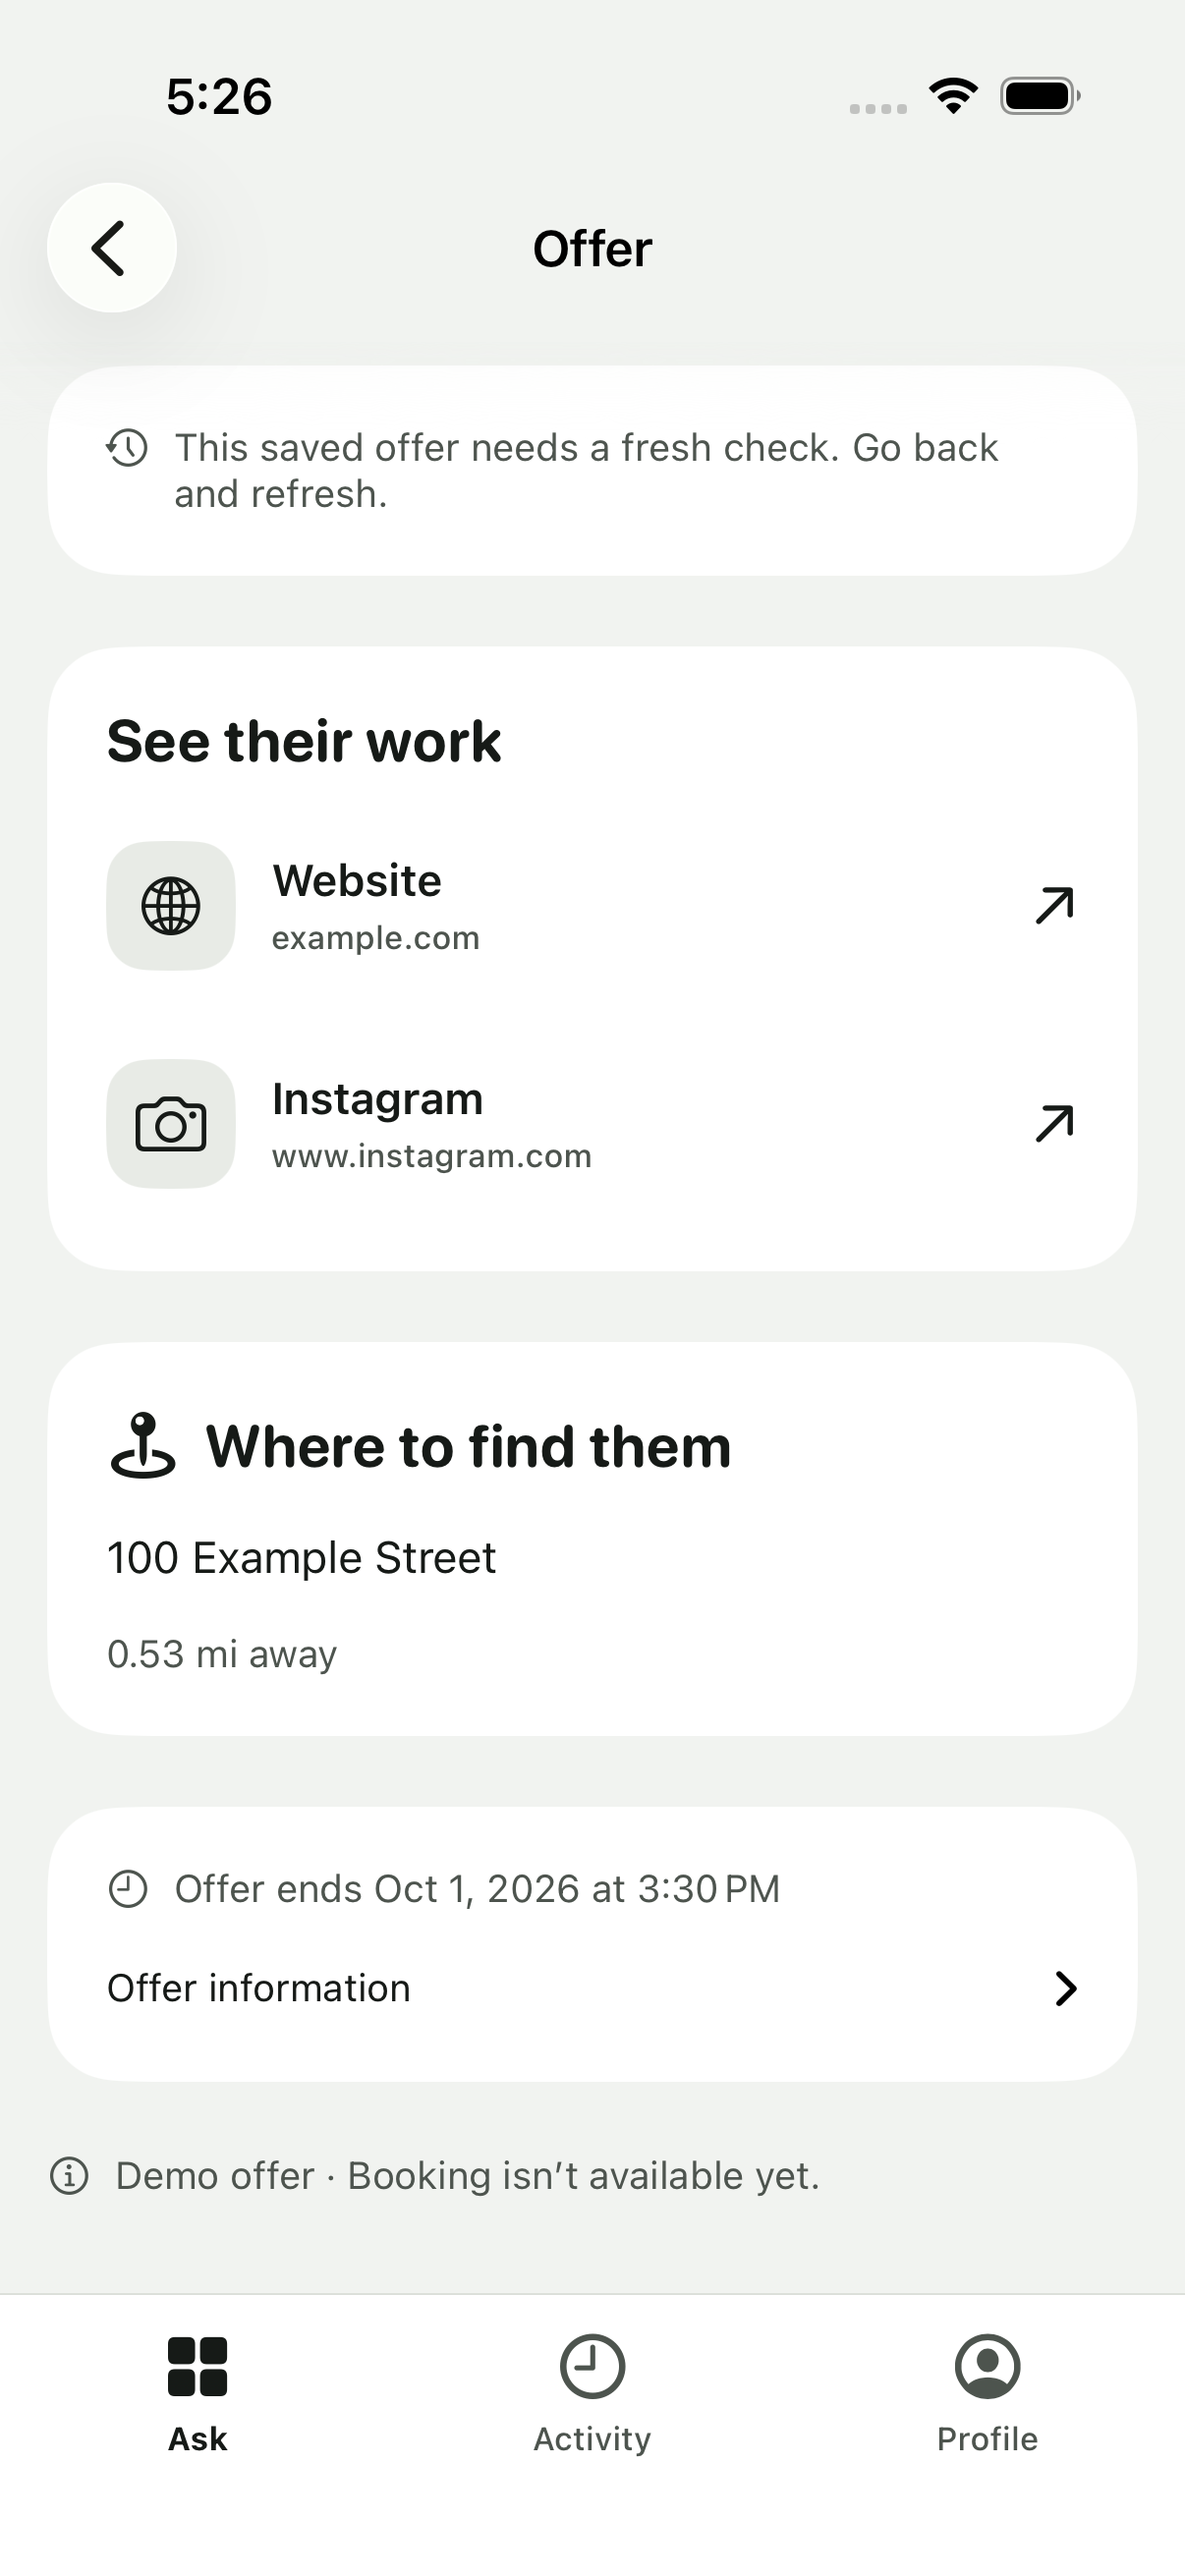 5:26
Offer
This saved offer needs a fresh check. Go back
and refresh.
See their work
Website
example.com
Instagram
www.instagram.com
Where to find them
100 Example Street
0.53 mi away
Offer ends Oct 1, 2026 at 3:30 PM
Offer information
Demo offer · Booking isn’t available yet.
Ask
Activity
Profile